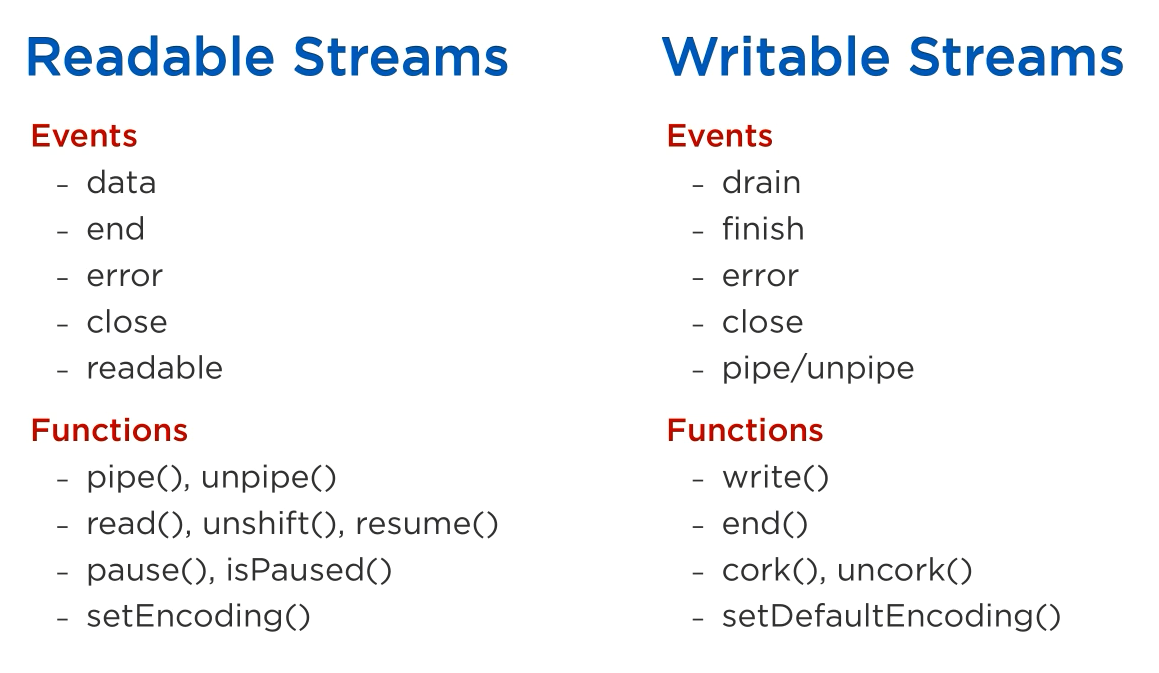 Readable Streams
Events
- data
- end
- error
- close
- readable
Functions
- pipe(), unpipe()
- read(), unshift(), resume()
- pause(), isPaused()
- setEncoding()
Writable Streams
Events
- drain
- finish
- error
- close
- pipe/unpipe
Functions
- write()
- end()
- cork(), uncork()
- setDefaultEncoding()